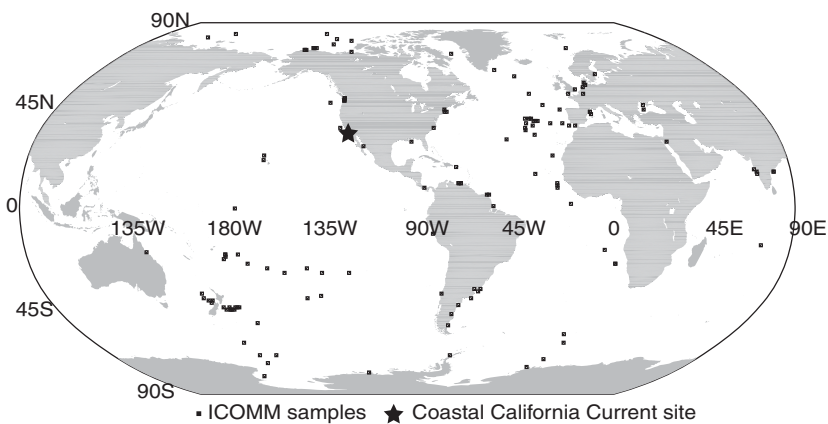 90N
45N
0
135W 180W 135W 90W 45W 0 45E 90E
45S
90S
ICOMM samples Coastal California Current site